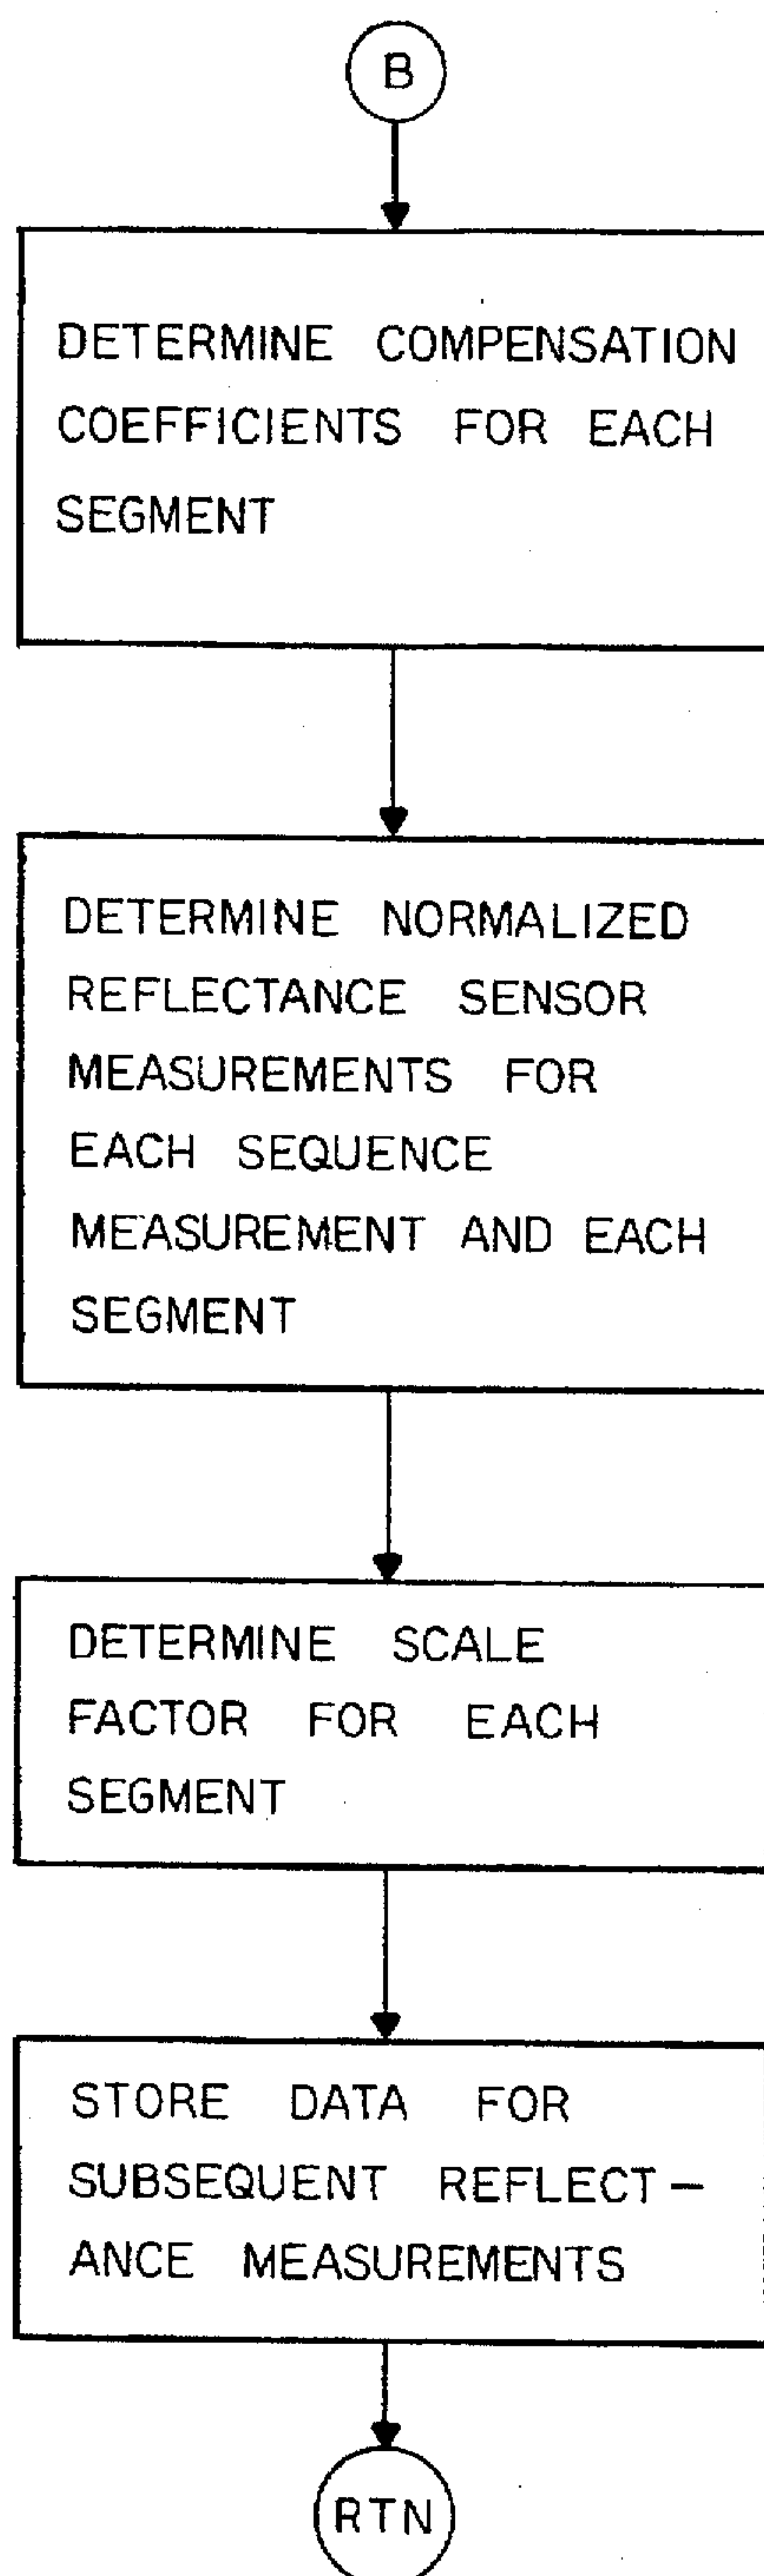 B
DETERMINE COMPENSATION
COEFFICIENTS FOR EACH
SEGMENT
DETERMINE NORMALIZED
REFLECTANCE SENSOR
MEASUREMENTS FOR
EACH SEQUENCE
MEASUREMENT AND EACH
SEGMENT
DETERMINE SCALE
FACTOR FOR EACH
SEGMENT
STORE DATA FOR
SUBSEQUENT REFLECT-
ANCE MEASUREMENTS
RTN